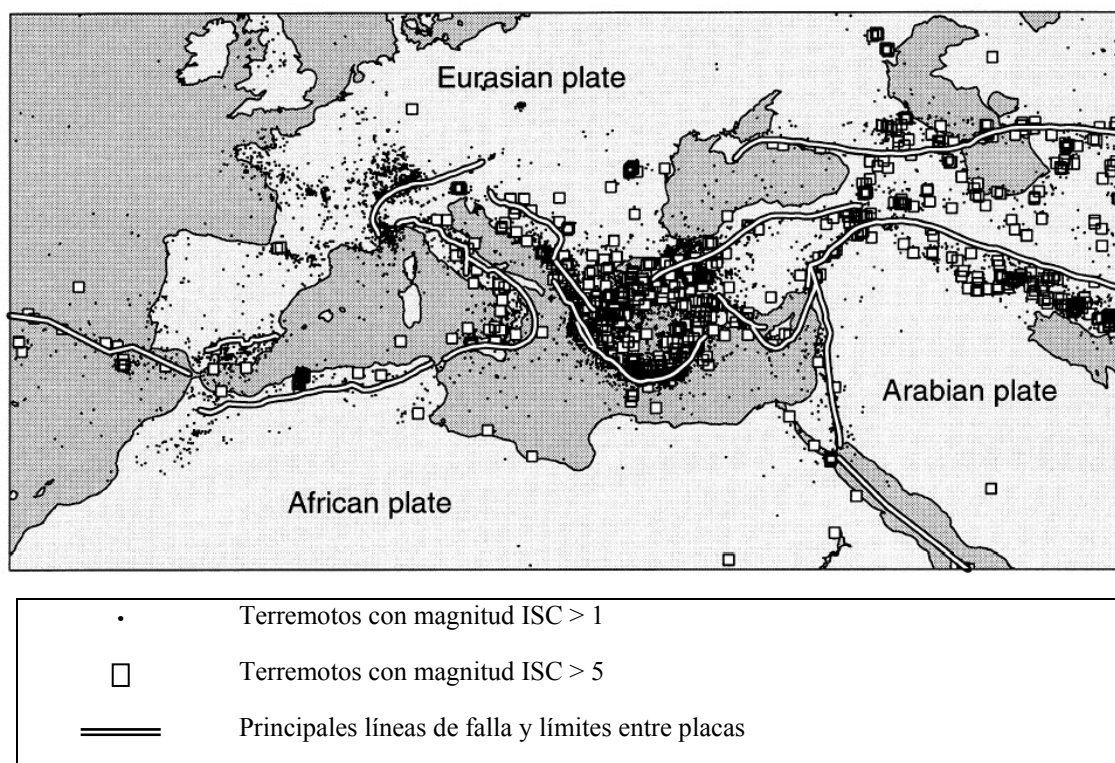 Eurasian plate
Arabian plate
African plate
Terremotos con magnitud ISC > 1
Terremotos con magnitud ISC > 5
Principales líneas de falla y límites entre placas